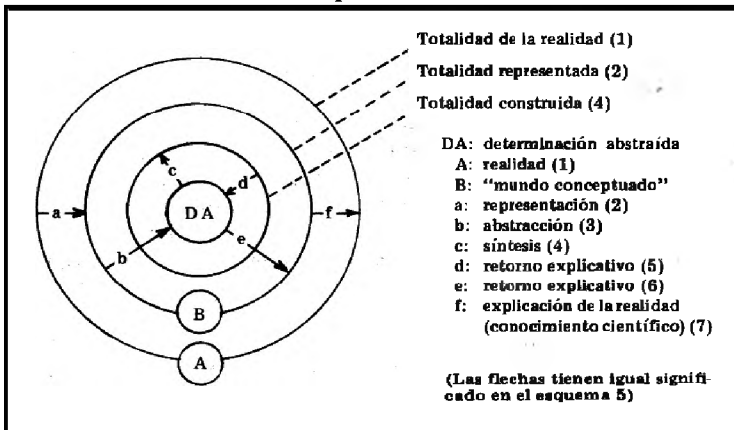 Totalidad de la realidad (1)
Totalidad representada (2)
Totalidad construida (4)
DA: determinación abstraída
A: realidad (1)
B: “mundo conceptuado”
a: representación (2)
b: abstracción (3)
c: síntesis (4)
d: retorno explicativo (5)
e: retorno explicativo (6)
f: explicación de la realidad
(conocimiento científico) (7)
(Las flechas tienen igual signifi-
cado en el esquema 5)
c
d
a
DA
f
b
e
B
A